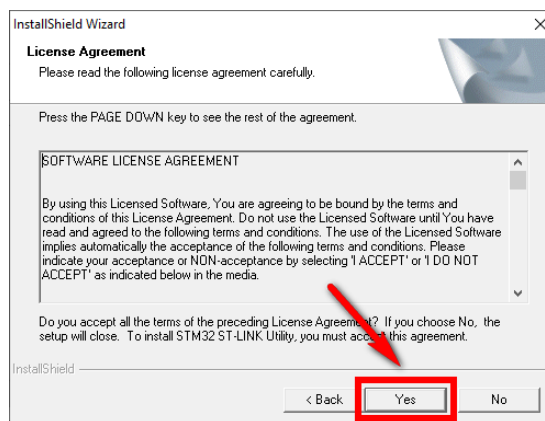 InstallShield Wizard
License Agreement
Please read the following license agreement carefully.
Press the PAGE DOWN key to see the rest of the agreement.
SOFTWARE LICENSE AGREEMENT
By using this Licensed Software, You are agreeing to be bound by the terms and
conditions of this License Agreement. Do not use the Licensed Software until You have
read and agreed to the following terms and conditions. The use of the Licensed Software
implies automatically the acceptance of the following terms and conditions. Please
indicate your acceptance or NON-acceptance by selecting 'I ACCEPT' or 'I DO NOT
ACCEPT' as indicated below in the media.
Do you accept all the terms of the preceding License Agreement? If you choose No, the
setup will close. To install STM32 ST-LINK Utility, you must accept this agreement.
InstallShield
< Back Yes No